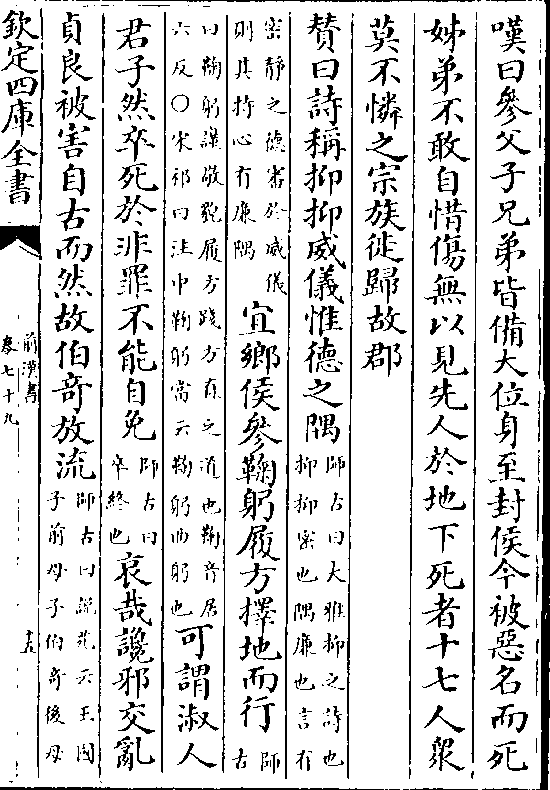 嘆曰參父子兄弟皆備大位身至封侯今被惡名而死
姊弟不敢自惜傷無以見先人於地下死者十七人衆
莫不憐之宗族徙歸故郡
贊曰詩稱抑抑威儀惟德之隅師古曰大雅抑之詩也抑抑密也隅廉也言有
密靜之德審於威儀則其持心有廉隅宜鄉侯參鞠躬履方擇地而行師古
曰鞠躬謹敬貌履方踐方直之道也鞠音居六反○宋祁曰注中鞠躬當云鞠躬曲躬也可謂淑人
君子然卒死於非罪不能自免師古曰卒終也哀哉讒邪交亂
貞良被害自古而然故伯奇放流師古曰說苑云王國子前母子伯奇後母
欽定四庫全書
前漢書
卷七十九
十五